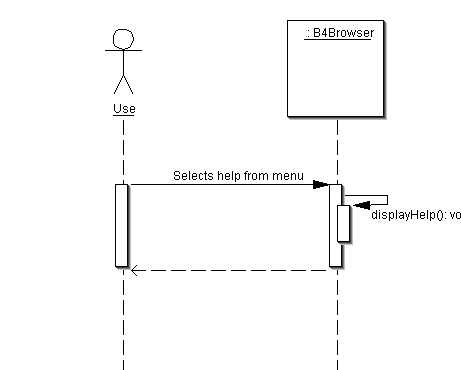 : B4Browser
Use
Selects help from menu
displayHelp(): vo